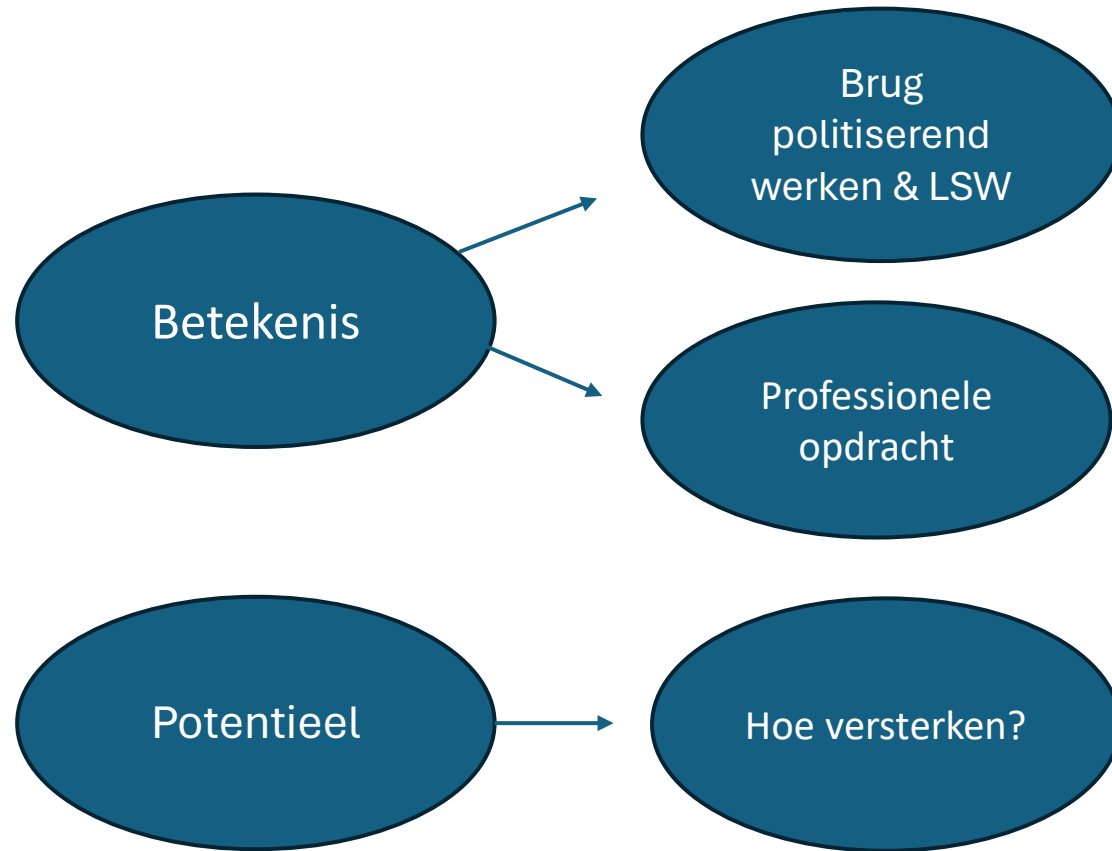 Betekenis
Brug
politiserend
werken & LSW
Professionele
opdracht
Potentieel
Hoe versterken?